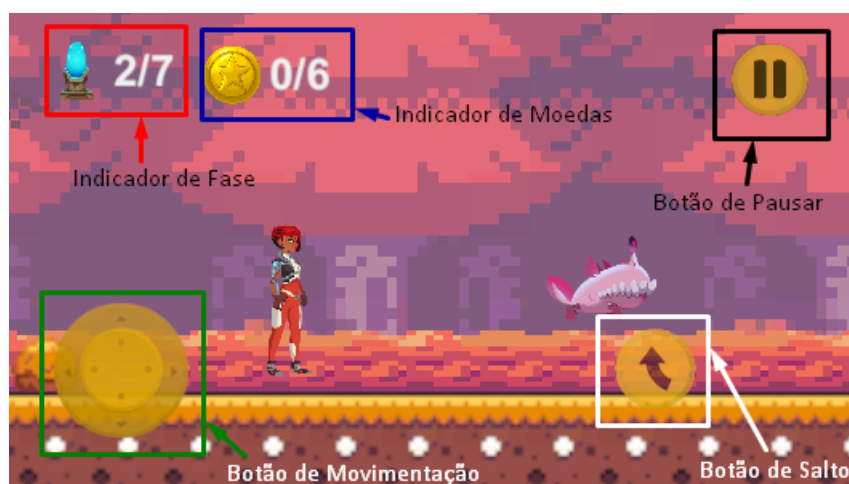 2/7
0/6
Indicador de Moedas
Indicador de Fase
Botão de Pausar
Botão de Movimentação
Botão de Salto